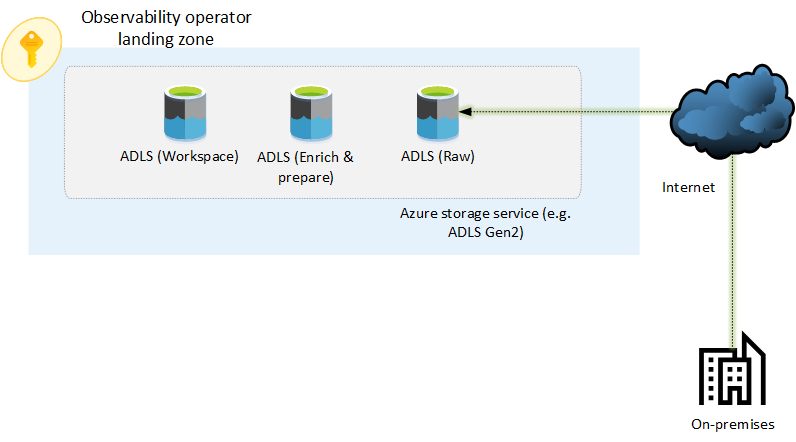 Observability operator
landing zone
ADLS (Workspace)
ADLS (Enrich &
prepare)
ADLS (Raw)
Azure storage service (e.g.
ADLS Gen2)
Internet
On-premises